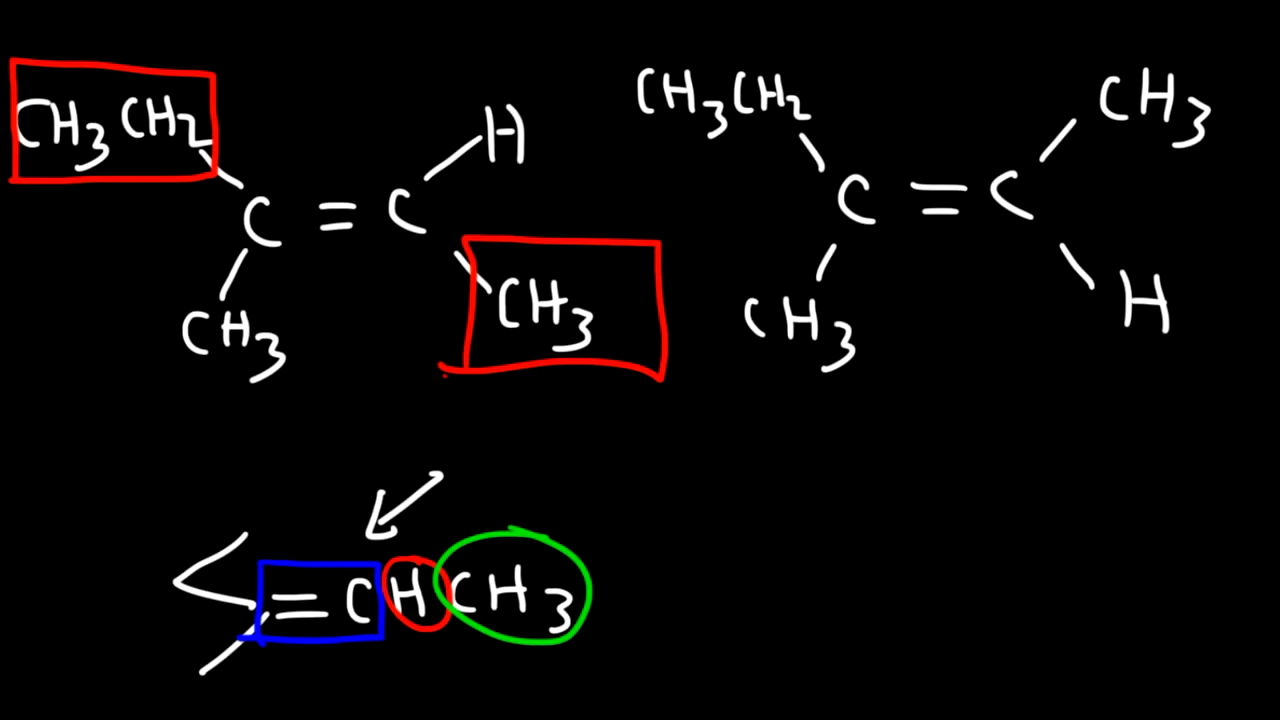 CH3CH2 H
C = C
CH3 CH3
CH3CH2 CH3
C = C
CH3 H
= CHCH3